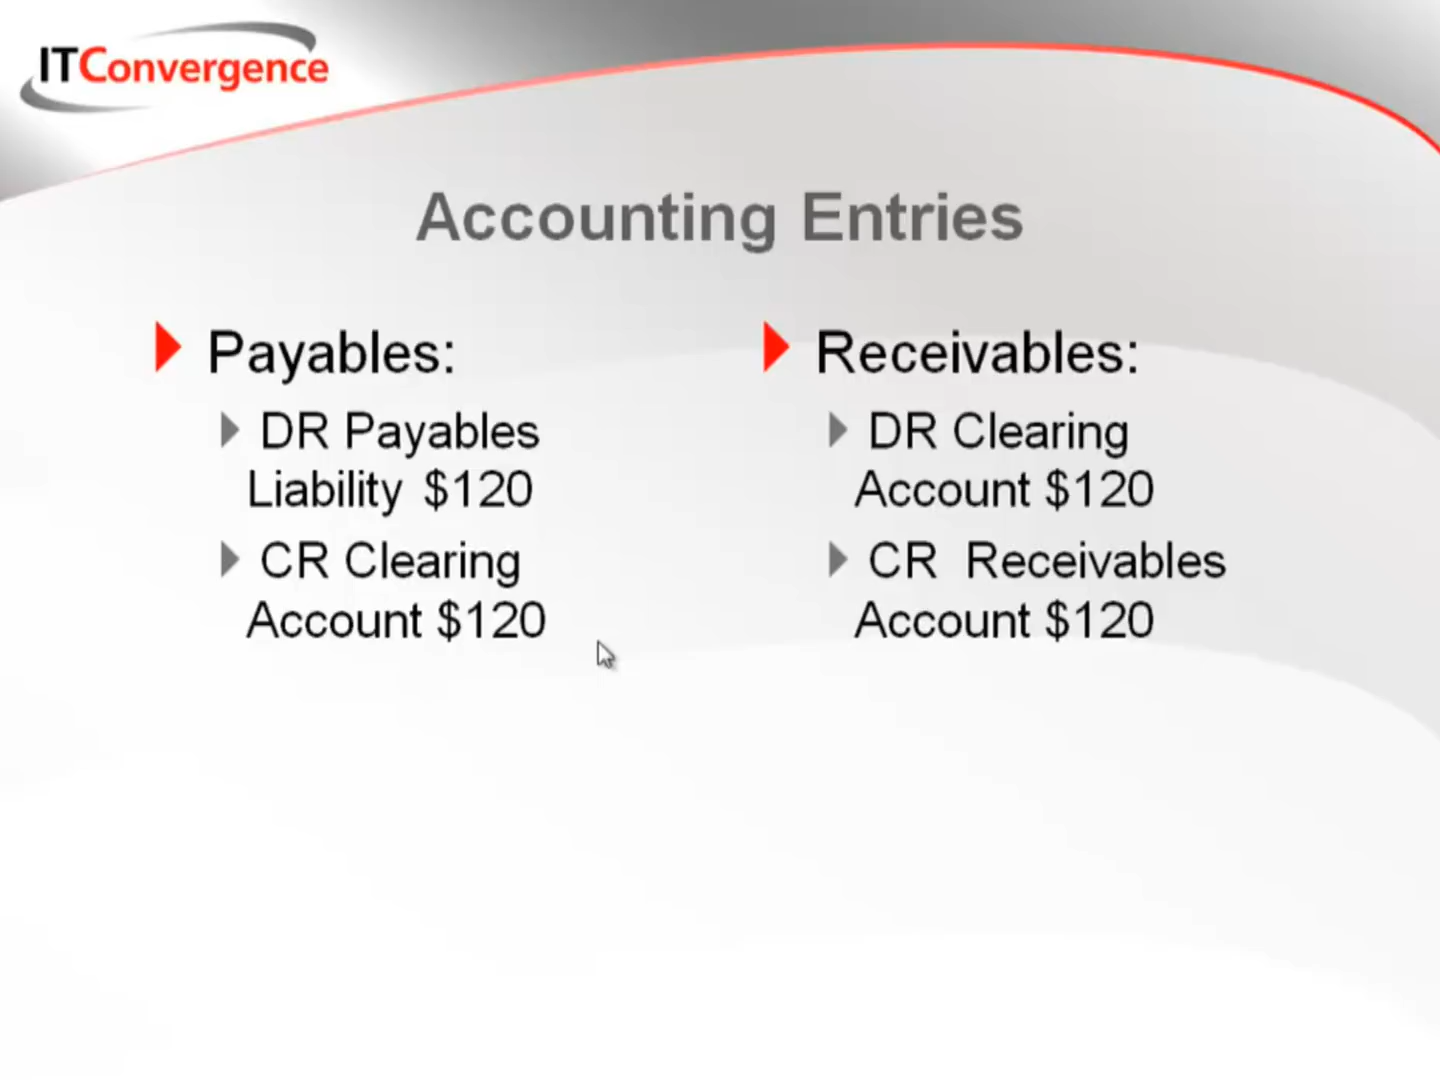 ITConvergence
Accounting Entries
Payables:
DR Payables
Liability $120
CR Clearing
Account $120
Receivables:
DR Clearing
Account $120
CR Receivables
Account $120